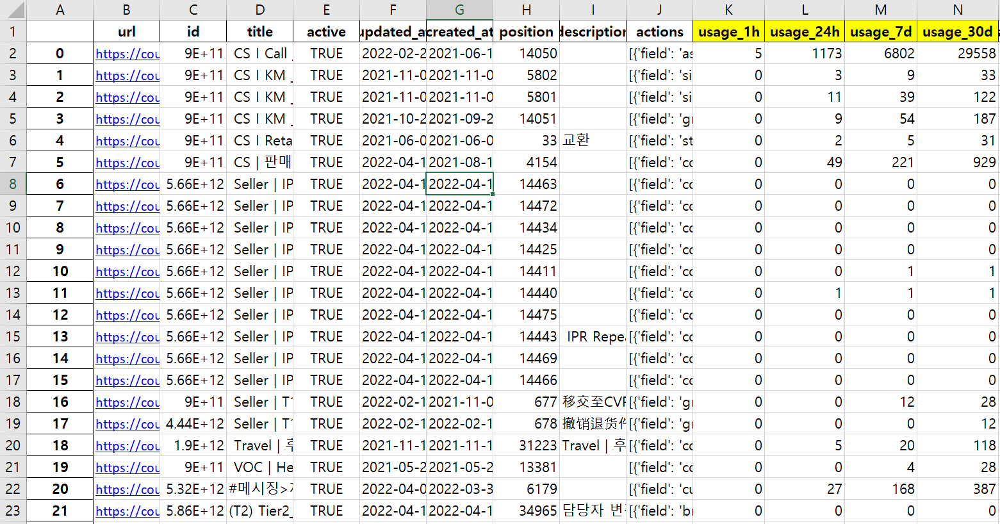 A B C D E F G H I J K L M N
1 url id title active updated_a created_at position description actions usage_1h usage_24h usage_7d usage_30d
2 0 https://cou 9E+11 CS I Call _ TRUE 2022-02-2 2021-06-1 14050 [{'field': 'as 5 1173 6802 29558
3 1 https://cou 9E+11 CS I KM _ TRUE 2021-11-0 2021-11-0 5802 [{'field': 'si 0 3 9 33
4 2 https://cou 9E+11 CS I KM _ TRUE 2021-11-0 2021-11-0 5801 [{'field': 'si 0 11 39 122
5 3 https://cou 9E+11 CS I KM _ TRUE 2021-10-2 2021-09-2 14051 [{'field': 'gr 0 9 54 187
6 4 https://cou 9E+11 CS I Reta TRUE 2021-06-0 2021-06-0 33 교환 [{'field': 'st 0 2 5 31
7 5 https://cou 9E+11 CS | 판매 TRUE 2022-04-1 2021-08-1 4154 [{'field': 'co 0 49 221 929
8 6 https://cou 5.66E+12 Seller | IP TRUE 2022-04-1 2022-04-1 14463 [{'field': 'co 0 0 0 0
9 7 https://cou 5.66E+12 Seller | IP TRUE 2022-04-1 2022-04-1 14472 [{'field': 'co 0 0 0 0
10 8 https://cou 5.66E+12 Seller | IP TRUE 2022-04-1 2022-04-1 14434 [{'field': 'co 0 0 0 0
11 9 https://cou 5.66E+12 Seller | IP TRUE 2022-04-1 2022-04-1 14425 [{'field': 'co 0 0 0 0
12 10 https://cou 5.66E+12 Seller | IP TRUE 2022-04-1 2022-04-1 14411 [{'field': 'co 0 0 1 1
13 11 https://cou 5.66E+12 Seller | IP TRUE 2022-04-1 2022-04-1 14440 [{'field': 'co 0 1 1 1
14 12 https://cou 5.66E+12 Seller | IP TRUE 2022-04-1 2022-04-1 14475 [{'field': 'co 0 0 0 0
15 13 https://cou 5.66E+12 Seller | IP TRUE 2022-04-1 2022-04-1 14443 IPR Repea [{'field': 'co 0 0 0 0
16 14 https://cou 5.66E+12 Seller | IP TRUE 2022-04-1 2022-04-1 14469 [{'field': 'co 0 0 0 0
17 15 https://cou 5.66E+12 Seller | IP TRUE 2022-04-1 2022-04-1 14466 [{'field': 'co 0 0 0 0
18 16 https://cou 9E+11 Seller | T1 TRUE 2022-02-1 2021-11-0 677 移交至CVR [{'field': 'gr 0 0 12 28
19 17 https://cou 4.44E+12 Seller | T1 TRUE 2022-02-1 2022-02-1 678 撤销退货 [{'field': 'gr 0 0 0 12
20 18 https://cou 1.9E+12 Travel | 후 TRUE 2021-11-1 2021-11-1 31223 Travel | 후 [{'field': 'co 0 5 20 118
21 19 https://cou 9E+11 VOC | He TRUE 2021-05-2 2021-05-2 13381 [{'field': 'co 0 0 4 28
22 20 https://cou 5.32E+12 #메시징> TRUE 2022-04-0 2022-03-3 6179 [{'field': 'cu 0 27 168 387
23 21 https://cou 5.86E+12 (T2) Tier2_ TRUE 2022-04-1 2022-04-1 34965 담당자 변 [{'field': 'br 0 0 0 0